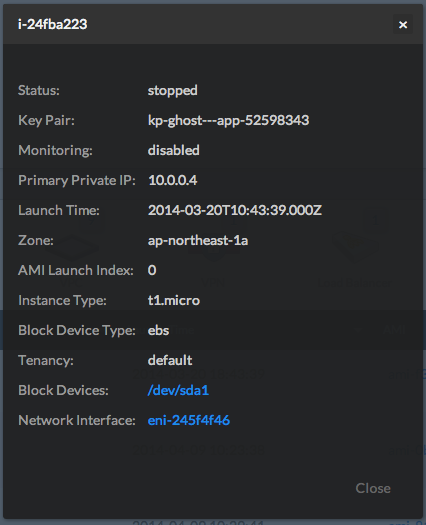 i-24fba223
×
Status: stopped
Key Pair: kp-ghost---app-52598343
Monitoring: disabled
Primary Private IP: 10.0.0.4
Launch Time: 2014-03-20T10:43:39.000Z
Zone: ap-northeast-1a
AMI Launch Index: 0
Instance Type: t1.micro
Block Device Type: ebs
Tenancy: default
Block Devices: /dev/sda1
Network Interface: eni-245f4f46
Close